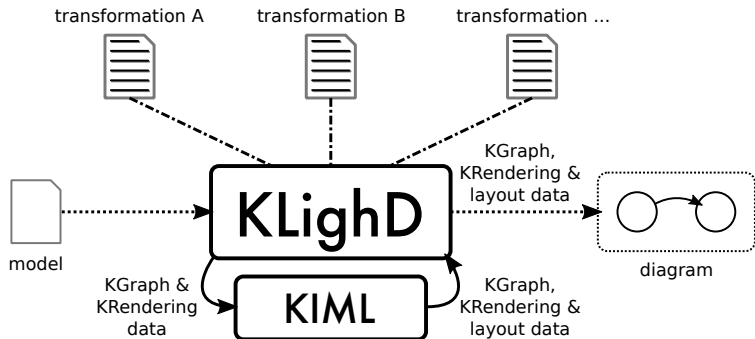 transformation A
transformation B
transformation ...
KGraph,
KRendering &
layout data
KLighD
model
diagram
KGraph &
KRendering
data
KIML
KGraph,
KRendering &
layout data